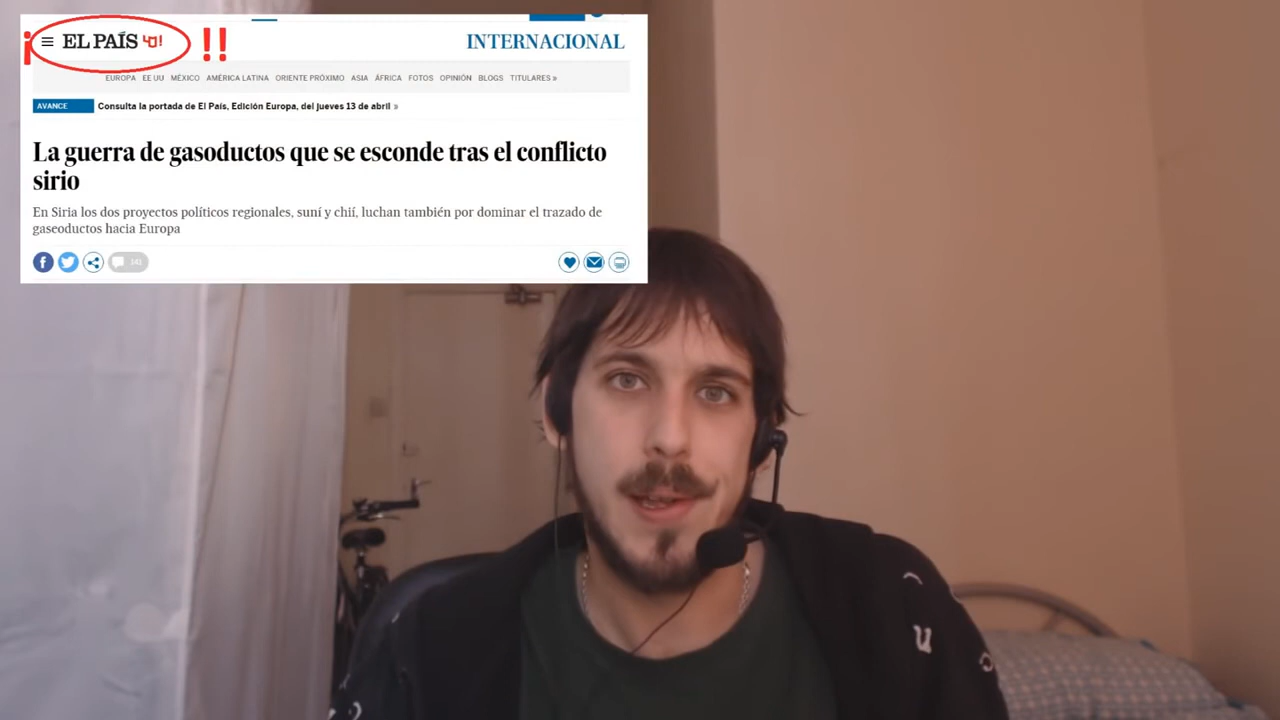 ¡ EL PAÍS 40! !!
INTERNACIONAL
EUROPA EE UU MÉXICO AMÉRICA LATINA ORIENTE PRÓXIMO ASIA ÁFRICA FOTOS OPINIÓN BLOGS TITULARES »
AVANCE Consulta la portada de El País, Edición Europa, del jueves 13 de abril »
La guerra de gasoductos que se esconde tras el conflicto
sirio
En Siria los dos proyectos políticos regionales, suní y chií, luchan también por dominar el trazado de
gaseoductos hacia Europa
f 141
u